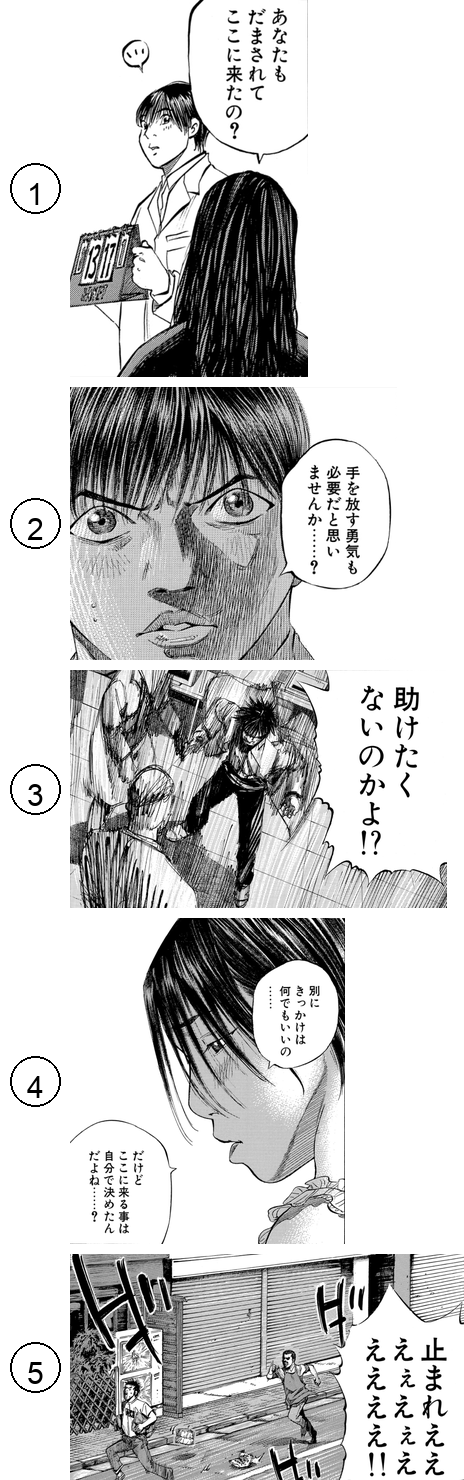 1
あなたも
だまされて
ここに来たの?
13 17
2
手を放す勇気も
必要だと思い
ませんか……?
3
助けたく
ないのかよ!?
4
別に
きっかけは
何でもいいの
……
だけど
ここに来る事は
自分で決めたん
だよね……?
5
止まれええ
えぇえぇえ
ええええ!!